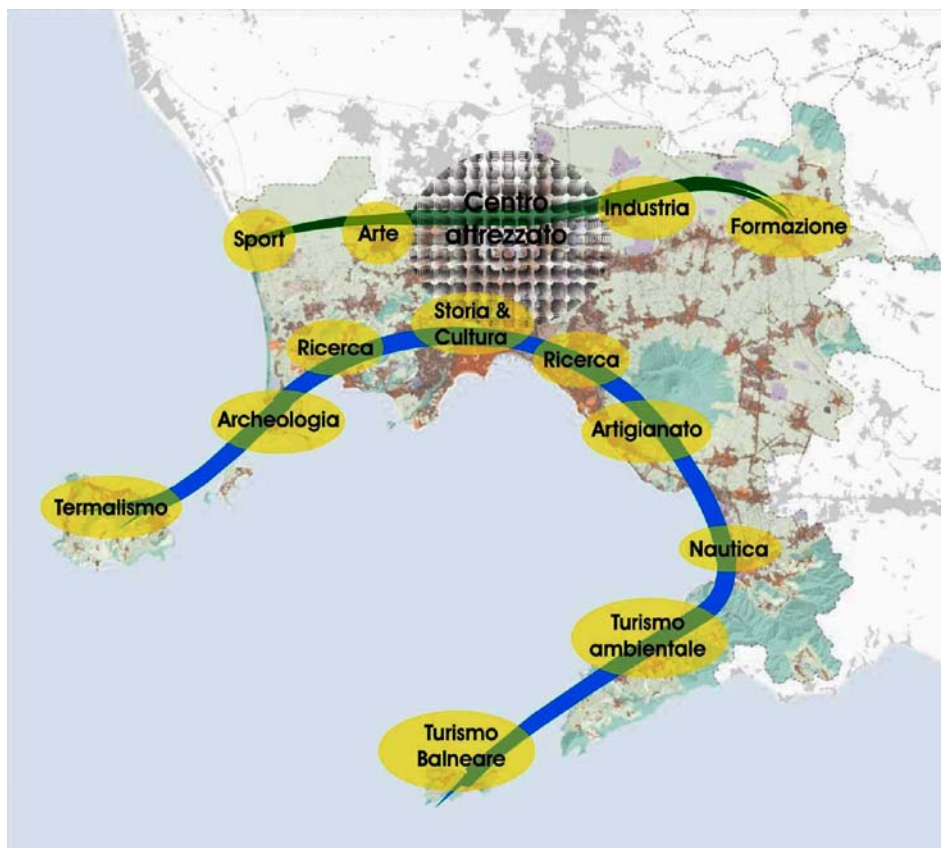 Centro
attrezzato
Industria
Formazione
Sport
Arte
Storia &
Cultura
Ricerca
Ricerca
Archeologia
Artigianato
Termalismo
Nautica
Turismo
ambientale
Turismo
Balneare